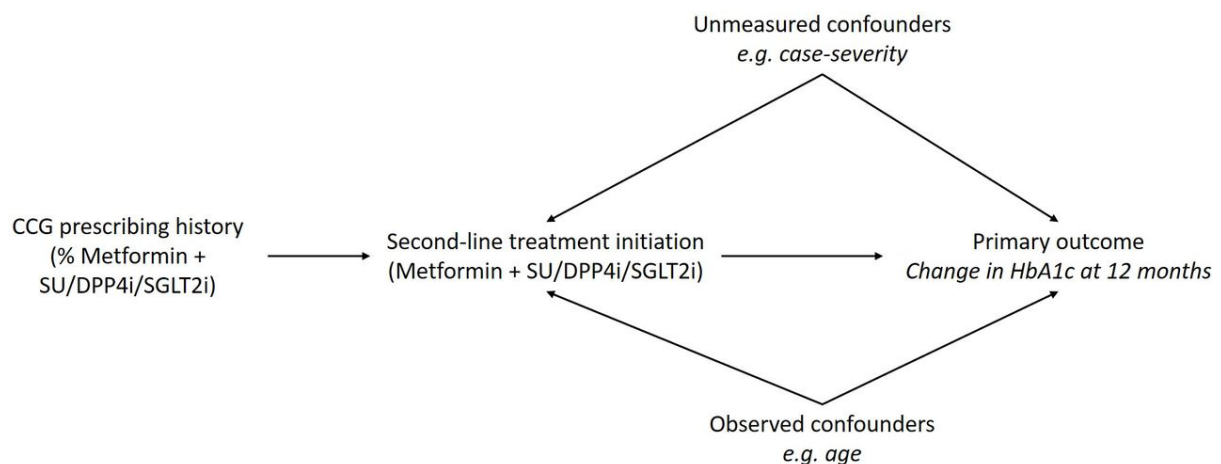 Unmeasured confounders
e.g. case-severity
CCG prescribing history
(% Metformin +
SU/DPP4i/SGLT2i)
Second-line treatment initiation
(Metformin + SU/DPP4i/SGLT2i)
Primary outcome
Change in HbA1c at 12 months
Observed confounders
e.g. age